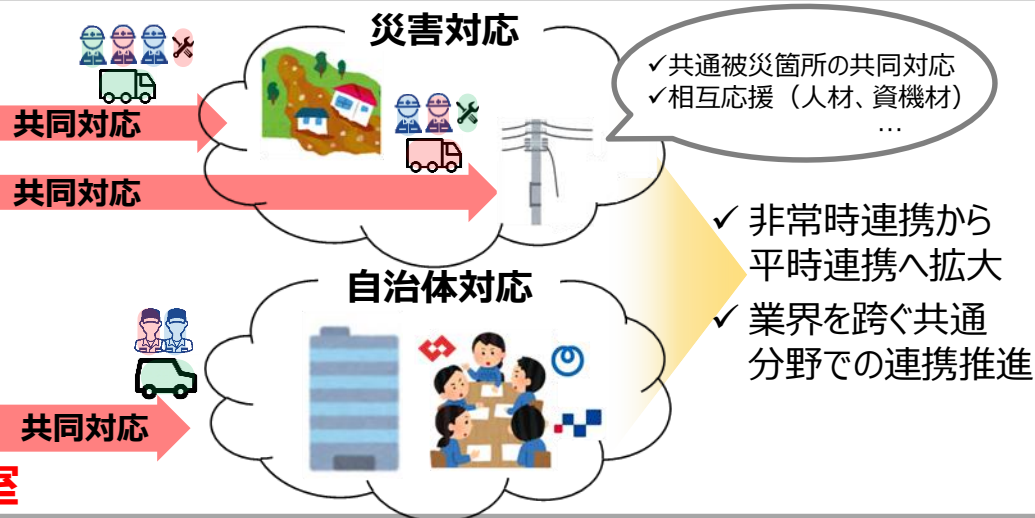 災害対応
✓共通被災箇所の共同対応
✓相互応援（人材、資機材）
…
共同対応
共同対応
✓ 非常時連携から
平時連携へ拡大
✓ 業界を跨ぐ共通
分野での連携推進
自治体対応
共同対応
室